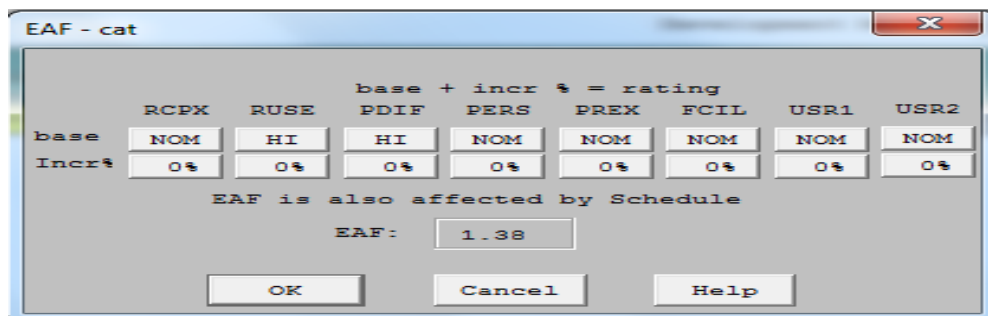 EAF - cat
base + incr % = rating
RCPX RUSE PDIF PERS PREX FCIL USR1 USR2
base NOM HI HI NOM NOM NOM NOM NOM
Incr% 0% 0% 0% 0% 0% 0% 0% 0%
EAF is also affected by Schedule
EAF: 1.38
OK Cancel Help